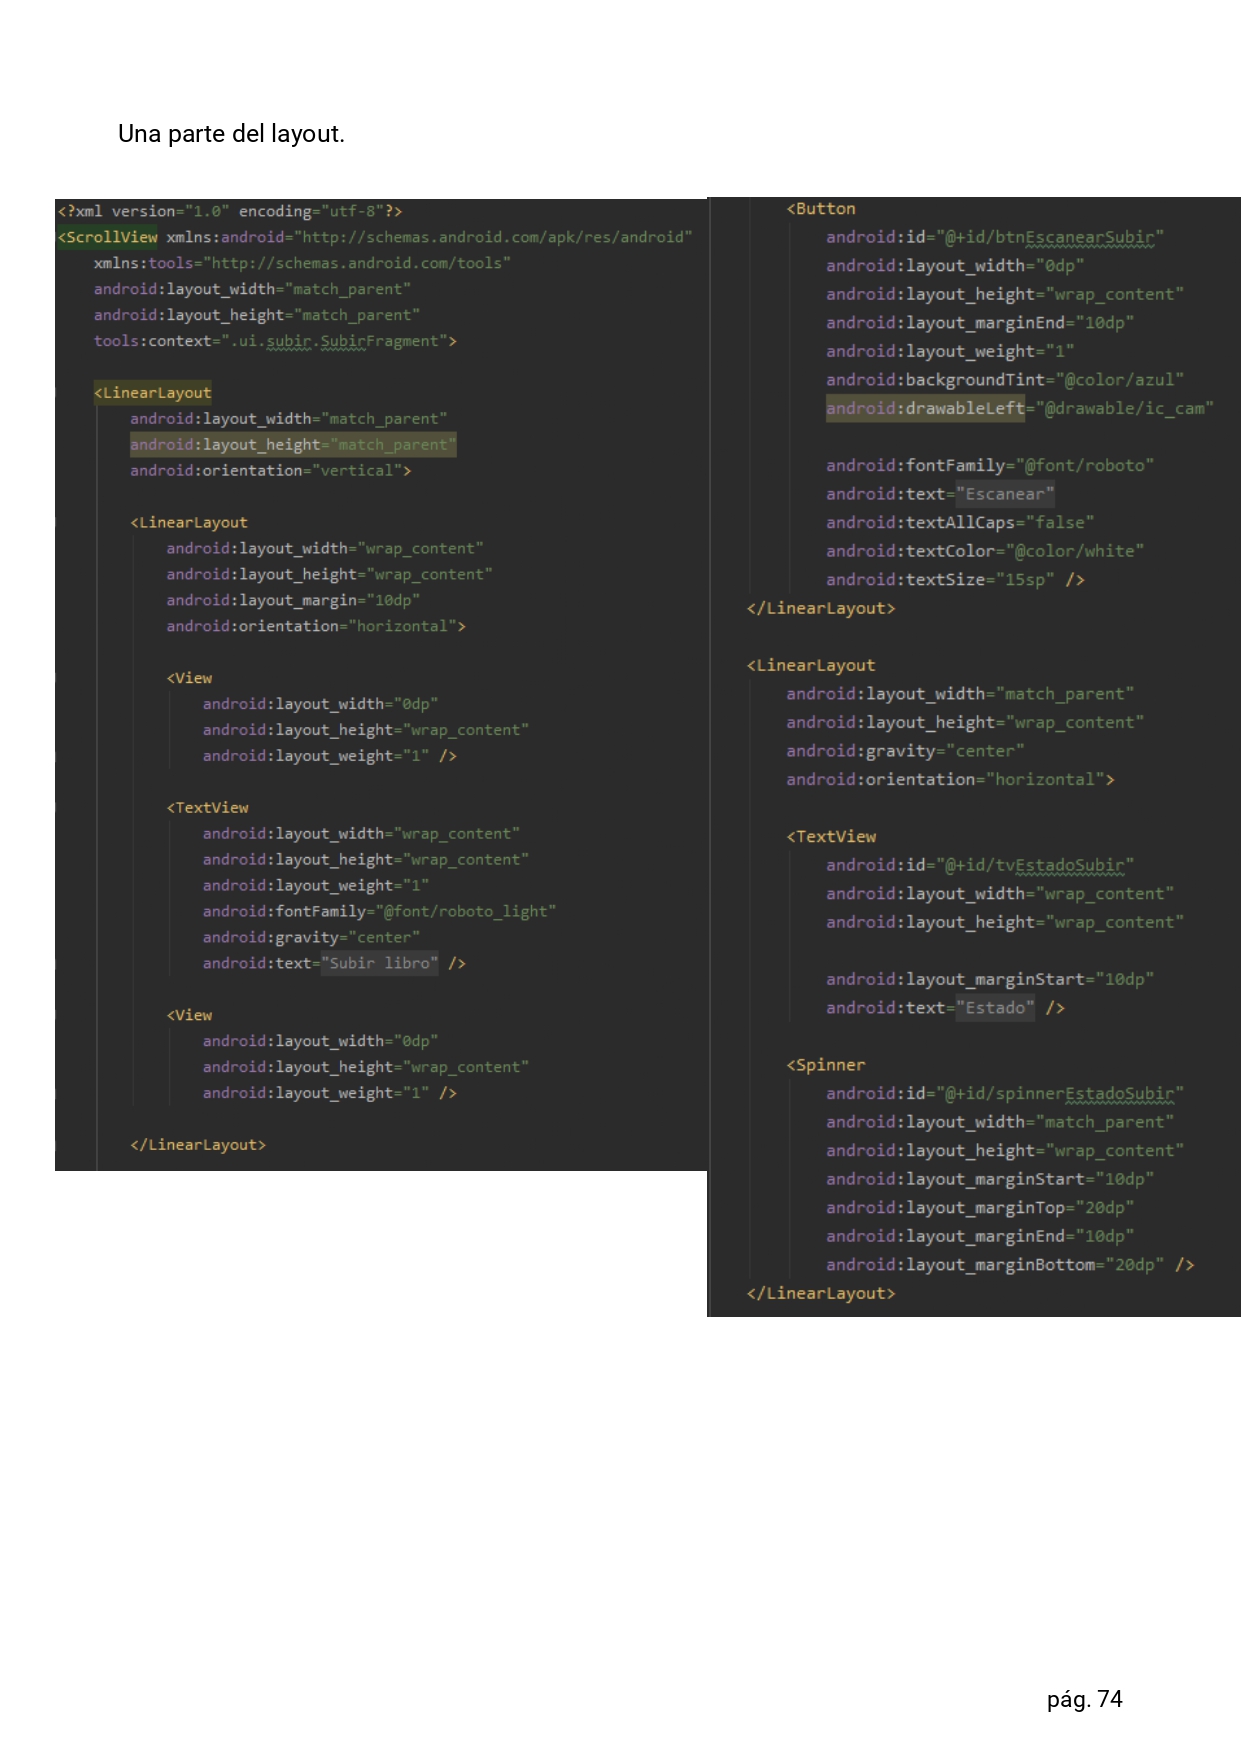 Una parte del layout.
<?xml version="1.0" encoding="utf-8"?>
<ScrollView xmlns:android="http://schemas.android.com/apk/res/android"
xmlns:tools="http://schemas.android.com/tools"
android:layout_width="match_parent"
android:layout_height="match_parent"
tools:context=".ui.subir.SubirFragment">
<LinearLayout
android:layout_width="match_parent"
android:layout_height="match_parent"
android:orientation="vertical">
<LinearLayout
android:layout_width="wrap_content"
android:layout_height="wrap_content"
android:layout_margin="10dp"
android:orientation="horizontal">
<View
android:layout_width="0dp"
android:layout_height="wrap_content"
android:layout_weight="1" />
<TextView
android:layout_width="wrap_content"
android:layout_height="wrap_content"
android:layout_weight="1"
android:fontFamily="@font/roboto_light"
android:gravity="center"
android:text="Subir libro" />
<View
android:layout_width="0dp"
android:layout_height="wrap_content"
android:layout_weight="1" />
</LinearLayout>
<Button
android:id="@+id/btnEscanearSubir"
android:layout_width="0dp"
android:layout_height="wrap_content"
android:layout_marginEnd="10dp"
android:layout_weight="1"
android:backgroundTint="@color/azul"
android:drawableLeft="@drawable/ic_cam"
android:fontFamily="@font/roboto"
android:text="Escanear"
android:textAllCaps="false"
android:textColor="@color/white"
android:textSize="15sp" />
</LinearLayout>
<LinearLayout
android:layout_width="match_parent"
android:layout_height="wrap_content"
android:gravity="center"
android:orientation="horizontal">
<TextView
android:id="@+id/tvEstadoSubir"
android:layout_width="wrap_content"
android:layout_height="wrap_content"
android:layout_marginStart="10dp"
android:text="Estado" />
<Spinner
android:id="@+id/spinnerEstadoSubir"
android:layout_width="match_parent"
android:layout_height="wrap_content"
android:layout_marginStart="10dp"
android:layout_marginTop="20dp"
android:layout_marginEnd="10dp"
android:layout_marginBottom="20dp" />
</LinearLayout>
pág. 74